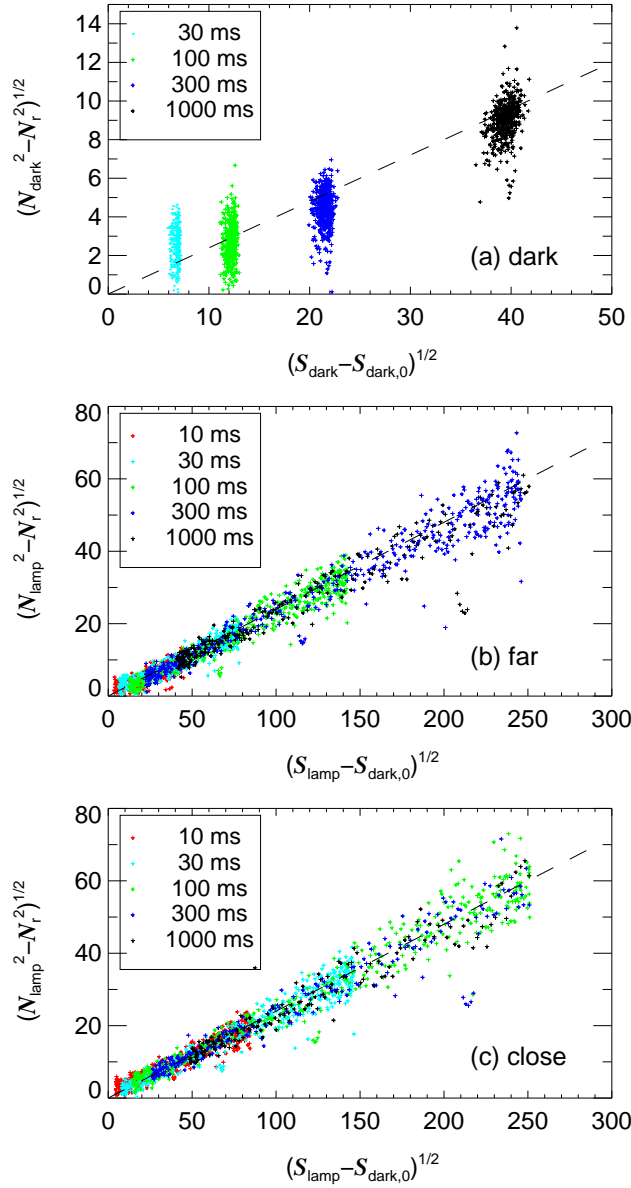 30 ms
100 ms
300 ms
1000 ms
14
12
10
8
6
4
2
0
(N_dark^2−N_r^2)^1/2
(a) dark
0 10 20 30 40 50
(S_dark−S_dark,0)^1/2
10 ms
30 ms
100 ms
300 ms
1000 ms
80
60
40
20
0
(N_lamp^2−N_r^2)^1/2
(b) far
0 50 100 150 200 250 300
(S_lamp−S_dark,0)^1/2
10 ms
30 ms
100 ms
300 ms
1000 ms
80
60
40
20
0
(N_lamp^2−N_r^2)^1/2
(c) close
0 50 100 150 200 250 300
(S_lamp−S_dark,0)^1/2